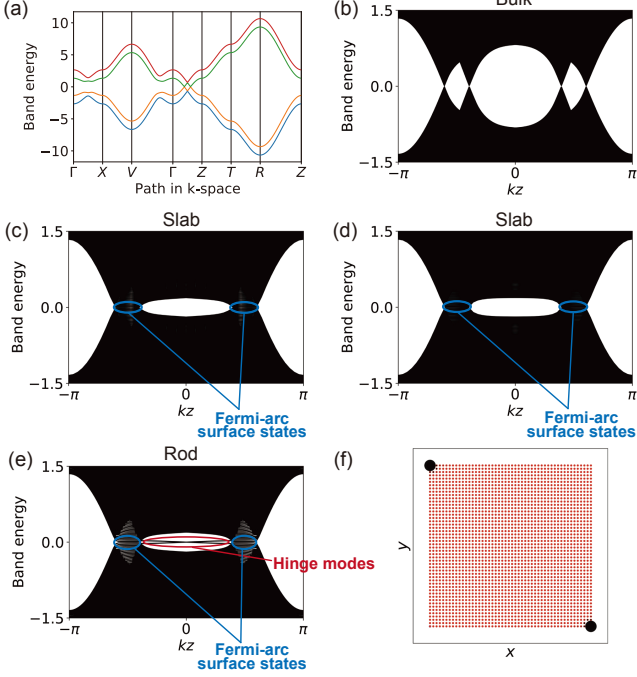 (a)
10
5
0
−5
−10
Band energy
Γ X V Γ Z T R Z
Path in k-space
(b)
Bulk
1.5
0.0
−1.5
Band energy
−π 0 π
kz
(c)
Slab
1.5
0.0
−1.5
Band energy
−π 0 π
kz
Fermi-arc
surface states
(d)
Slab
1.5
0.0
−1.5
Band energy
−π 0 π
kz
Fermi-arc
surface states
(e)
Rod
1.5
0.0
−1.5
Band energy
Hinge modes
−π 0 π
kz
Fermi-arc
surface states
(f)
y
x